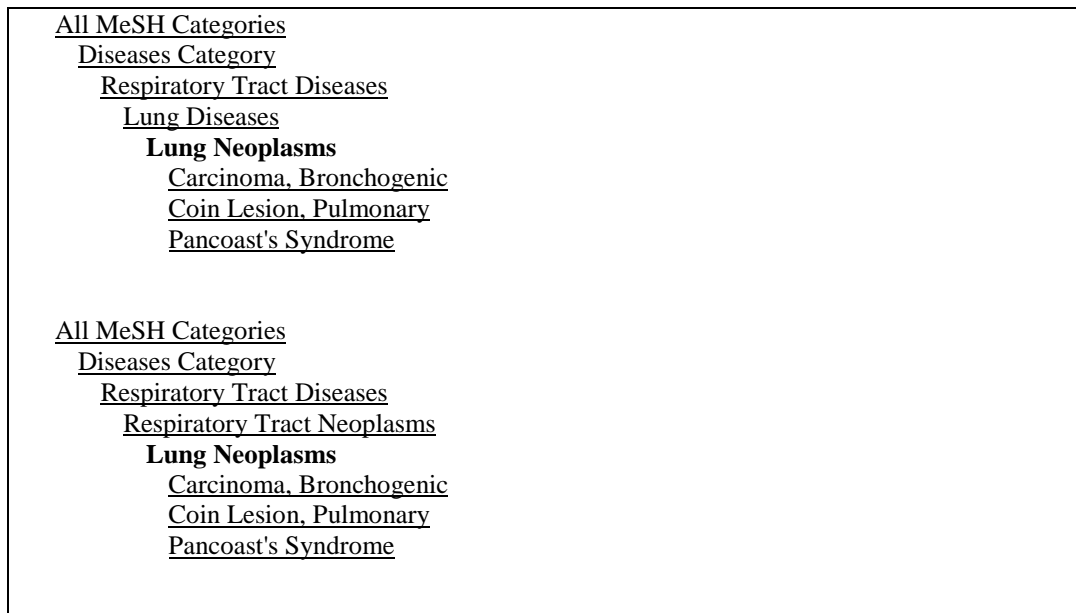 All MeSH Categories
Diseases Category
Respiratory Tract Diseases
Lung Diseases
Lung Neoplasms
Carcinoma, Bronchogenic
Coin Lesion, Pulmonary
Pancoast's Syndrome
All MeSH Categories
Diseases Category
Respiratory Tract Diseases
Respiratory Tract Neoplasms
Lung Neoplasms
Carcinoma, Bronchogenic
Coin Lesion, Pulmonary
Pancoast's Syndrome